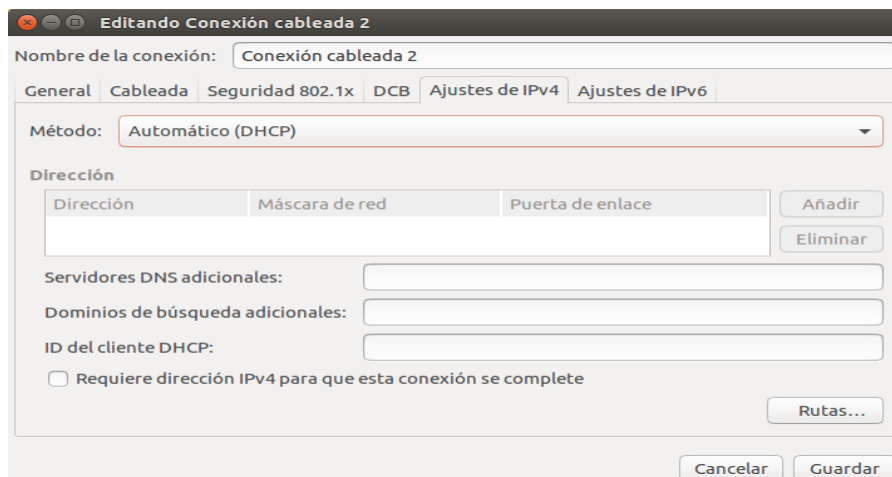 Editando Conexión cableada 2
Nombre de la conexión: Conexión cableada 2
General Cableada Seguridad 802.1x DCB Ajustes de IPv4 Ajustes de IPv6
Método: Automático (DHCP)
Dirección
Dirección Máscara de red Puerta de enlace Añadir
Eliminar
Servidores DNS adicionales:
Dominios de búsqueda adicionales:
ID del cliente DHCP:
Requiere dirección IPv4 para que esta conexión se complete
Rutas...
Cancelar Guardar